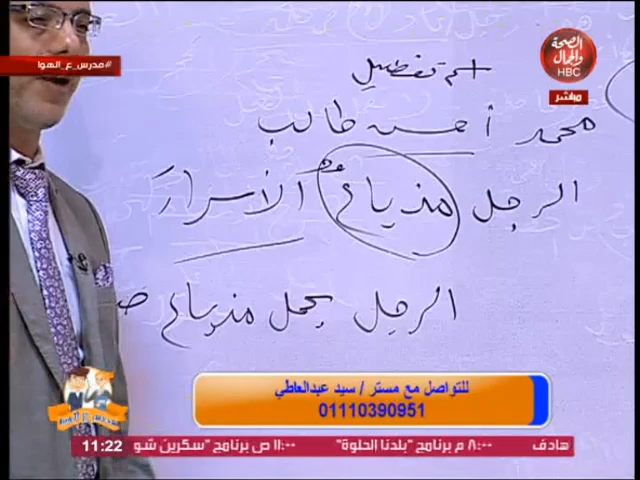 الصحة
والجمال
HBC
مباشر
#مدرس_ع_الهوا
اسم تفضيل
محمد أحسن طالب
الرجل مذياعٌ الأسرارَ
الرجل يحمل مذياع
للتواصل مع مستر / سيد عبدالعاطي
01110390951
هادف ٨:٠٠ م برنامج "بلدنا الحلوة" ١١:٠٠ ص برنامج "سكرين شو
11:22